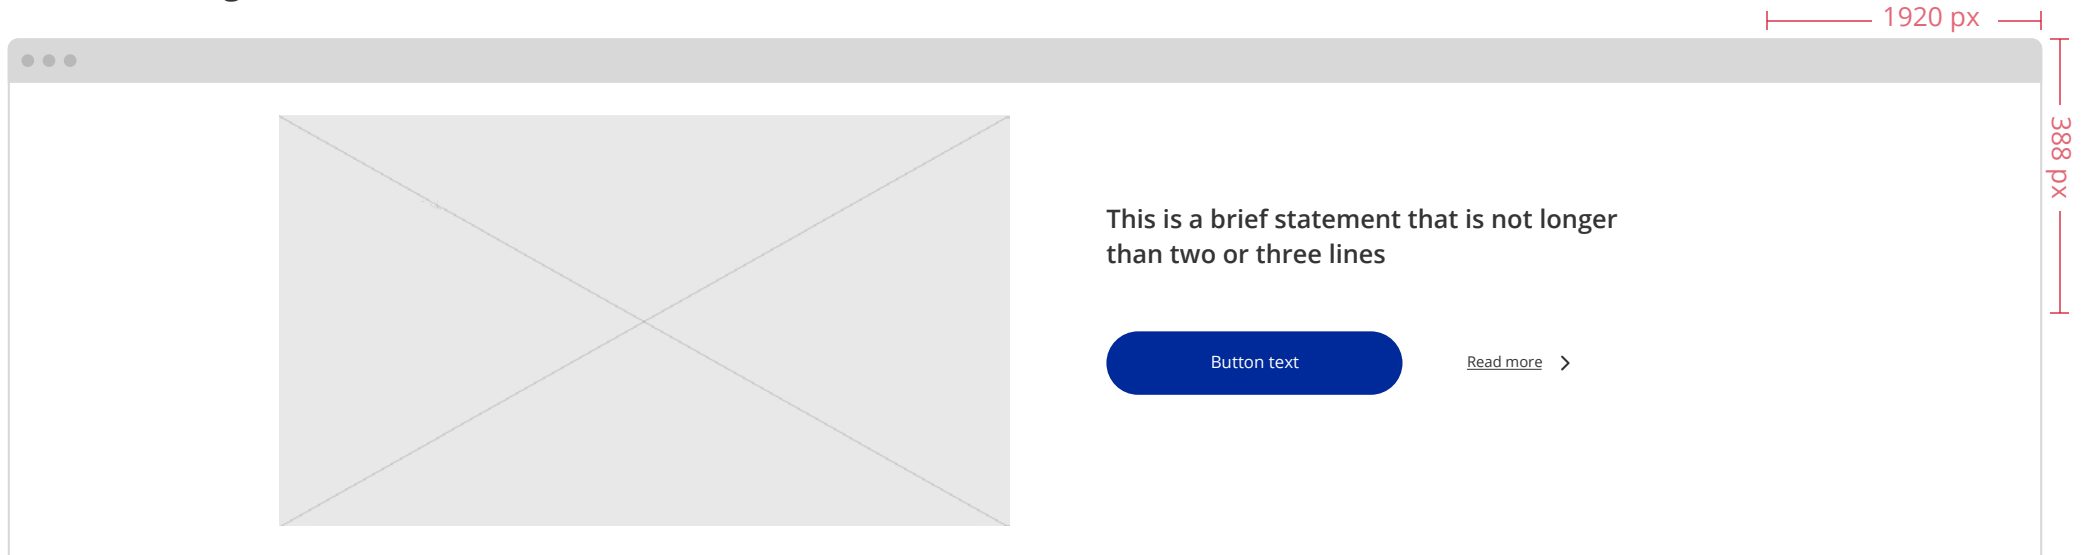 1920 px
388 px
This is a brief statement that is not longer
than two or three lines
Button text
Read more